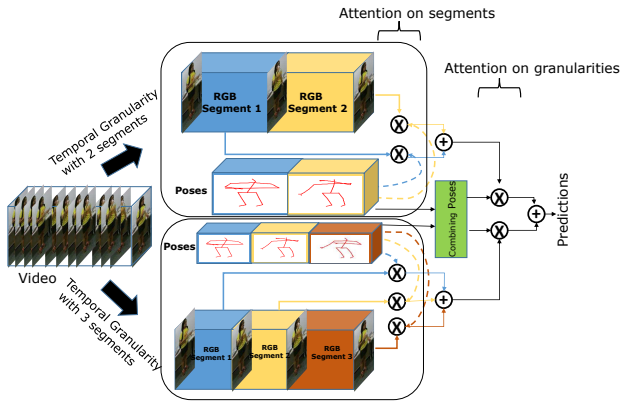 Attention on segments
Attention on granularities
Temporal Granularity
with 2 segments
RGB
Segment 1
RGB
Segment 2
X
X
+
Poses
Video
Combining Poses
X
X
+
Predictions
Poses
Temporal Granularity
with 3 segments
X
X
X
+
RGB
Segment 1
RGB
Segment 2
RGB
Segment 3